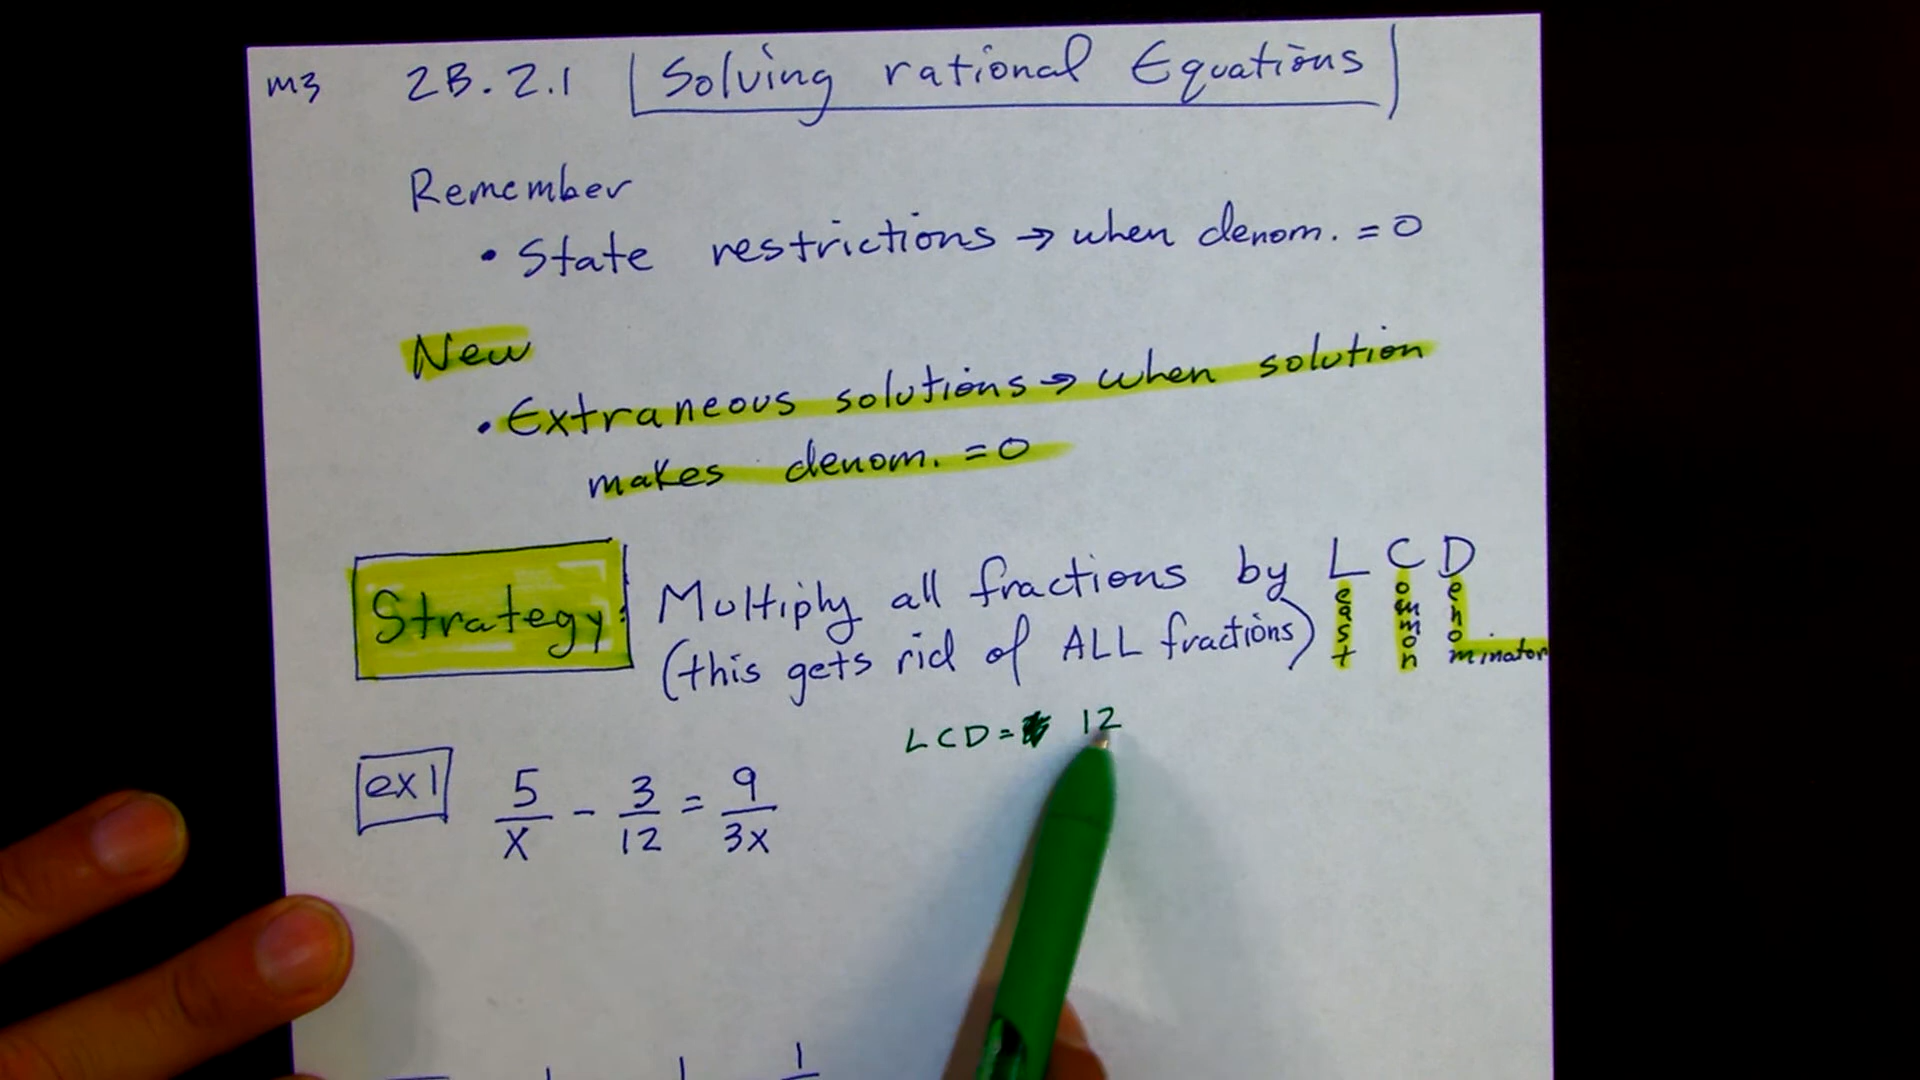 m3 2B.2.1 Solving rational Equations
Remember
• State restrictions → when denom. = 0
New
• Extraneous solutions → when solution
makes denom. = 0
Strategy: Multiply all fractions by LCD
(this gets rid of ALL fractions)
Least Common Denominator
LCD = 12
ex1 5/x - 3/12 = 9/3x
1